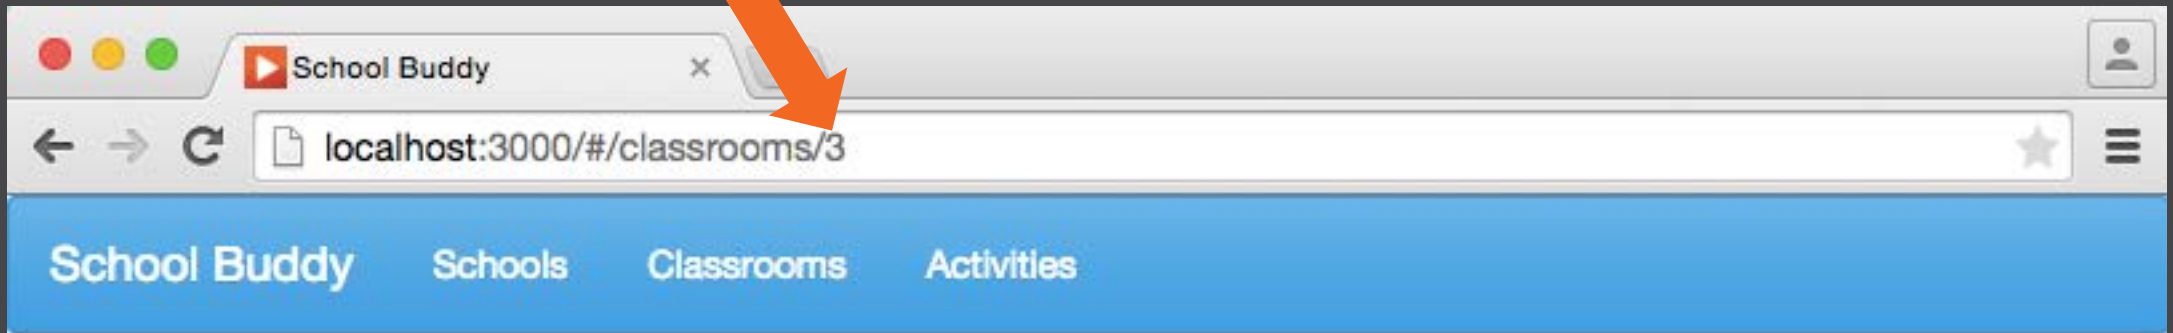 School Buddy
localhost:3000/#/classrooms/3
School Buddy Schools Classrooms Activities